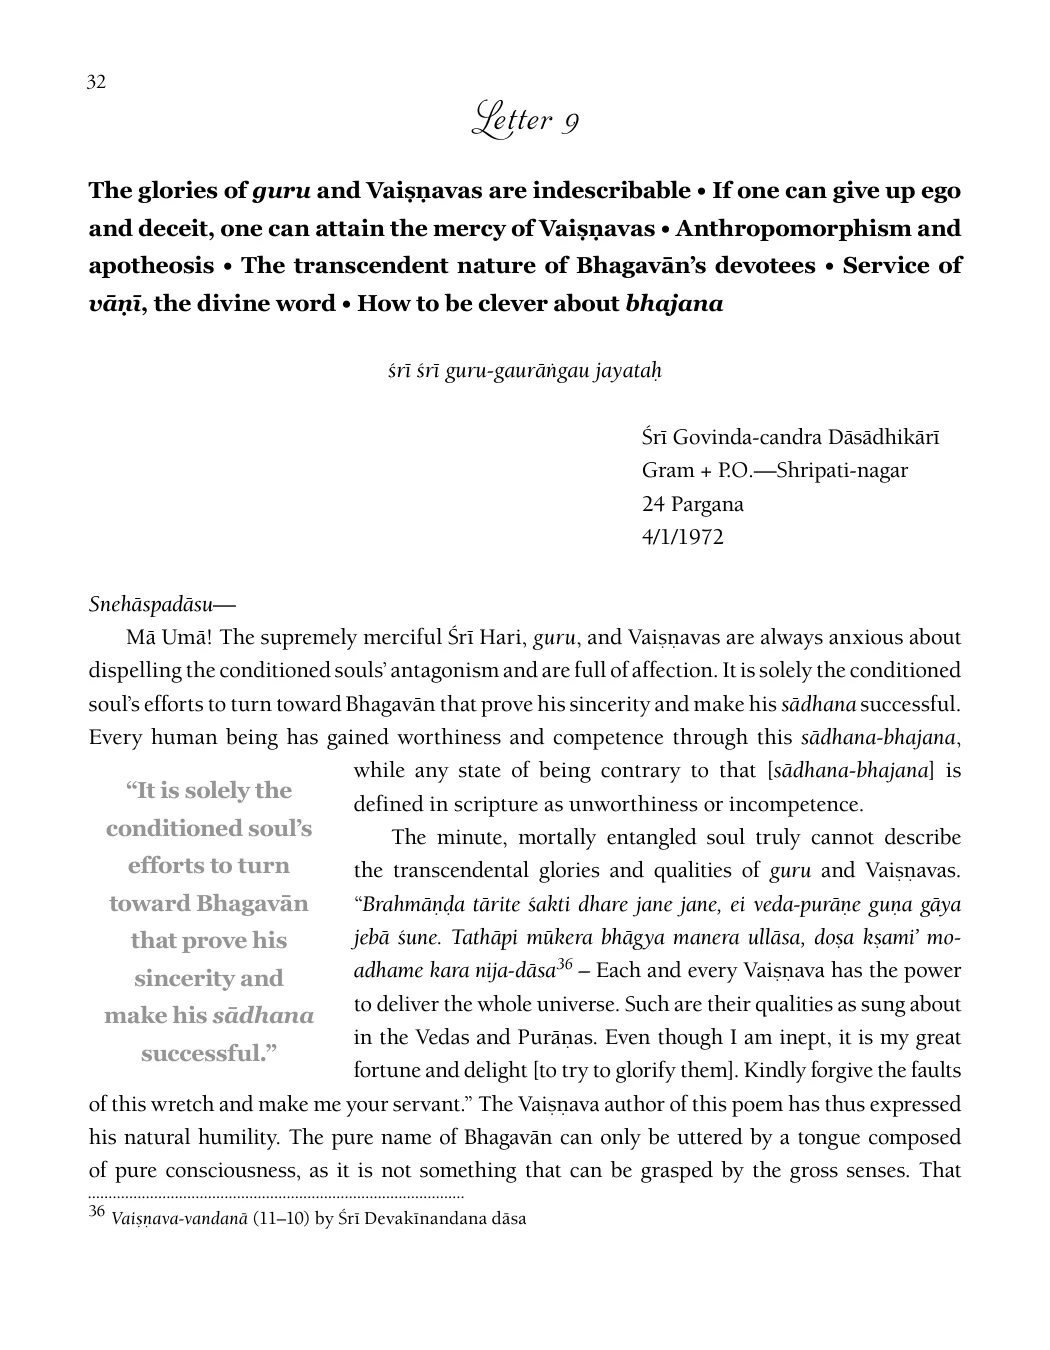 32
Letter 9
The glories of guru and Vaiṣṇavas are indescribable • If one can give up ego
and deceit, one can attain the mercy of Vaiṣṇavas • Anthropomorphism and
apotheosis • The transcendent nature of Bhagavān’s devotees • Service of
vāṇī, the divine word • How to be clever about bhajana
śrī śrī guru-gaurāṅgau jayataḥ
Śrī Govinda-candra Dāsādhikārī
Gram + P.O.—Shripati-nagar
24 Pargana
4/1/1972
Snehāspadāsu—
Mā Umā! The supremely merciful Śrī Hari, guru, and Vaiṣṇavas are always anxious about
dispelling the conditioned souls’ antagonism and are full of affection. It is solely the conditioned
soul’s efforts to turn toward Bhagavān that prove his sincerity and make his sādhana successful.
Every human being has gained worthiness and competence through this sādhana-bhajana,
while any state of being contrary to that [sādhana-bhajana] is
defined in scripture as unworthiness or incompetence.
The minute, mortally entangled soul truly cannot describe
the transcendental glories and qualities of guru and Vaiṣṇavas.
“Brahmāṇḍa tārite śakti dhare jane jane, ei veda-purāṇe guṇa gāya
jebā śune. Tathāpi mūkera bhāgya manera ullāsa, doṣa kṣami’ mo-
adhame kara nija-dāsa36 – Each and every Vaiṣṇava has the power
to deliver the whole universe. Such are their qualities as sung about
in the Vedas and Purāṇas. Even though I am inept, it is my great
fortune and delight [to try to glorify them]. Kindly forgive the faults
“It is solely the
conditioned soul’s
efforts to turn
toward Bhagavān
that prove his
sincerity and
make his sādhana
successful.”
of this wretch and make me your servant.” The Vaiṣṇava author of this poem has thus expressed
his natural humility. The pure name of Bhagavān can only be uttered by a tongue composed
of pure consciousness, as it is not something that can be grasped by the gross senses. That
36 Vaiṣṇava-vandanā (11–10) by Śrī Devakīnandana dāsa